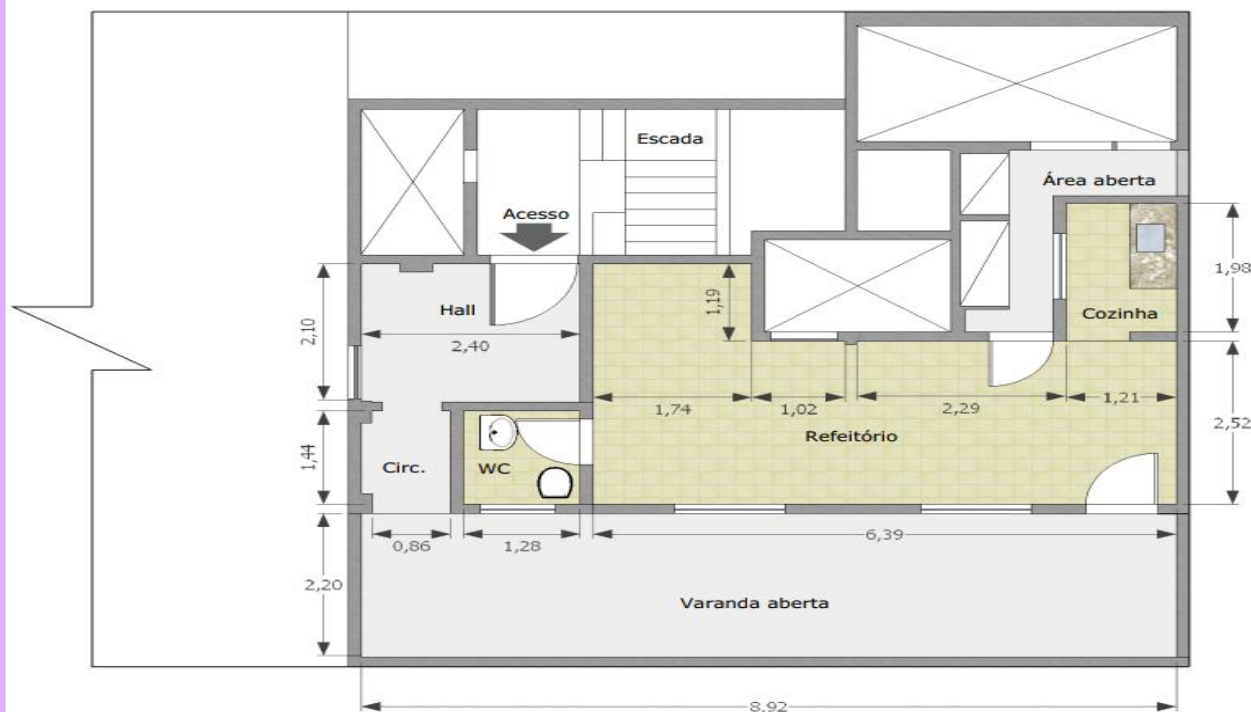 Escada
Área aberta
Acesso
1,98
Hall
1,19
Cozinha
2,10
2,40
1,74
1,02
2,29
1,21
Refeitório
2,52
1,44
Circ.
WC
0,86
1,28
6,39
2,20
Varanda aberta
8,92